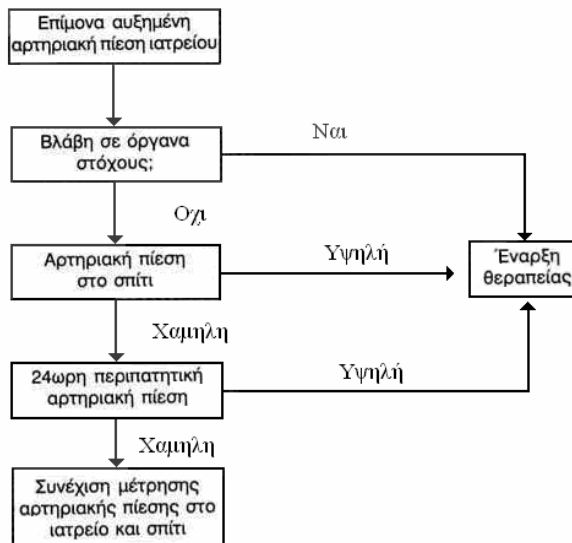 Επίμονα αυξημένη
αρτηριακή πίεση ιατρείου
Βλάβη σε όργανα
στόχους;
Ναι
Οχι
Αρτηριακή πίεση
στο σπίτι
Υψηλή
Έναρξη
θεραπείας
Χαμηλη
24ωρη περιπατητική
αρτηριακή πίεση
Υψηλή
Χαμηλη
Συνέχιση μέτρησης
αρτηριακής πίεσης στο
ιατρείο και σπίτι